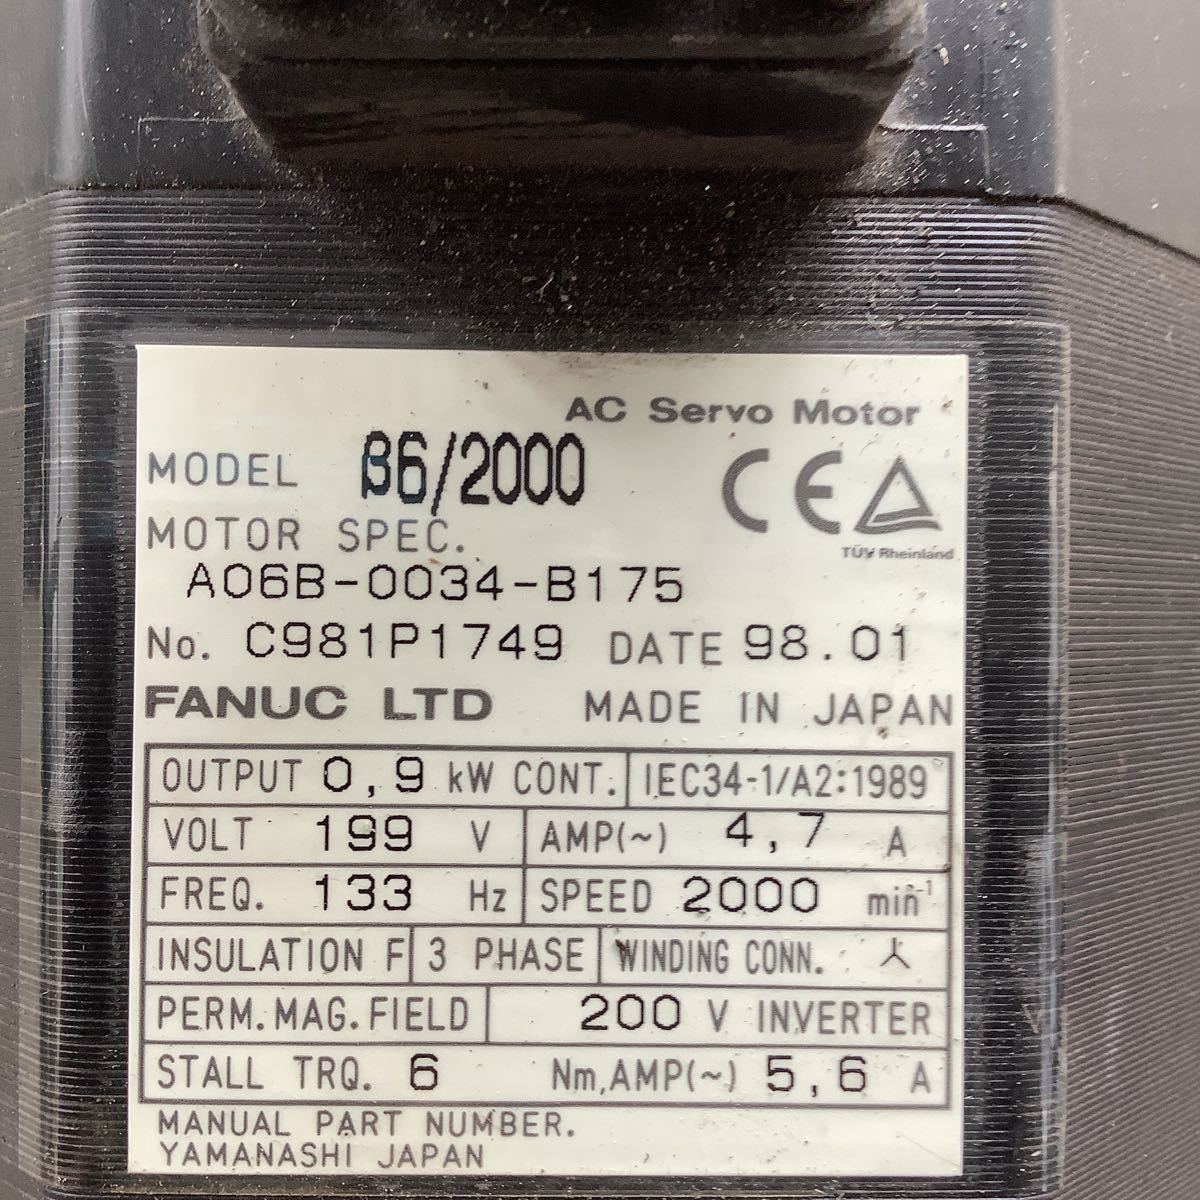 AC Servo Motor
MODEL β6/2000
CE
TÜV Rheinland
MOTOR SPEC.
A06B-0034-B175
No. C981P1749 DATE 98.01
FANUC LTD MADE IN JAPAN
OUTPUT 0,9 kW CONT. IEC34-1/A2:1989
VOLT 199 V AMP(~) 4,7 A
FREQ. 133 Hz SPEED 2000 min⁻¹
INSULATION F 3 PHASE WINDING CONN. 人
PERM.MAG.FIELD 200 V INVERTER
STALL TRQ. 6 Nm,AMP(~) 5,6 A
MANUAL PART NUMBER.
YAMANASHI JAPAN